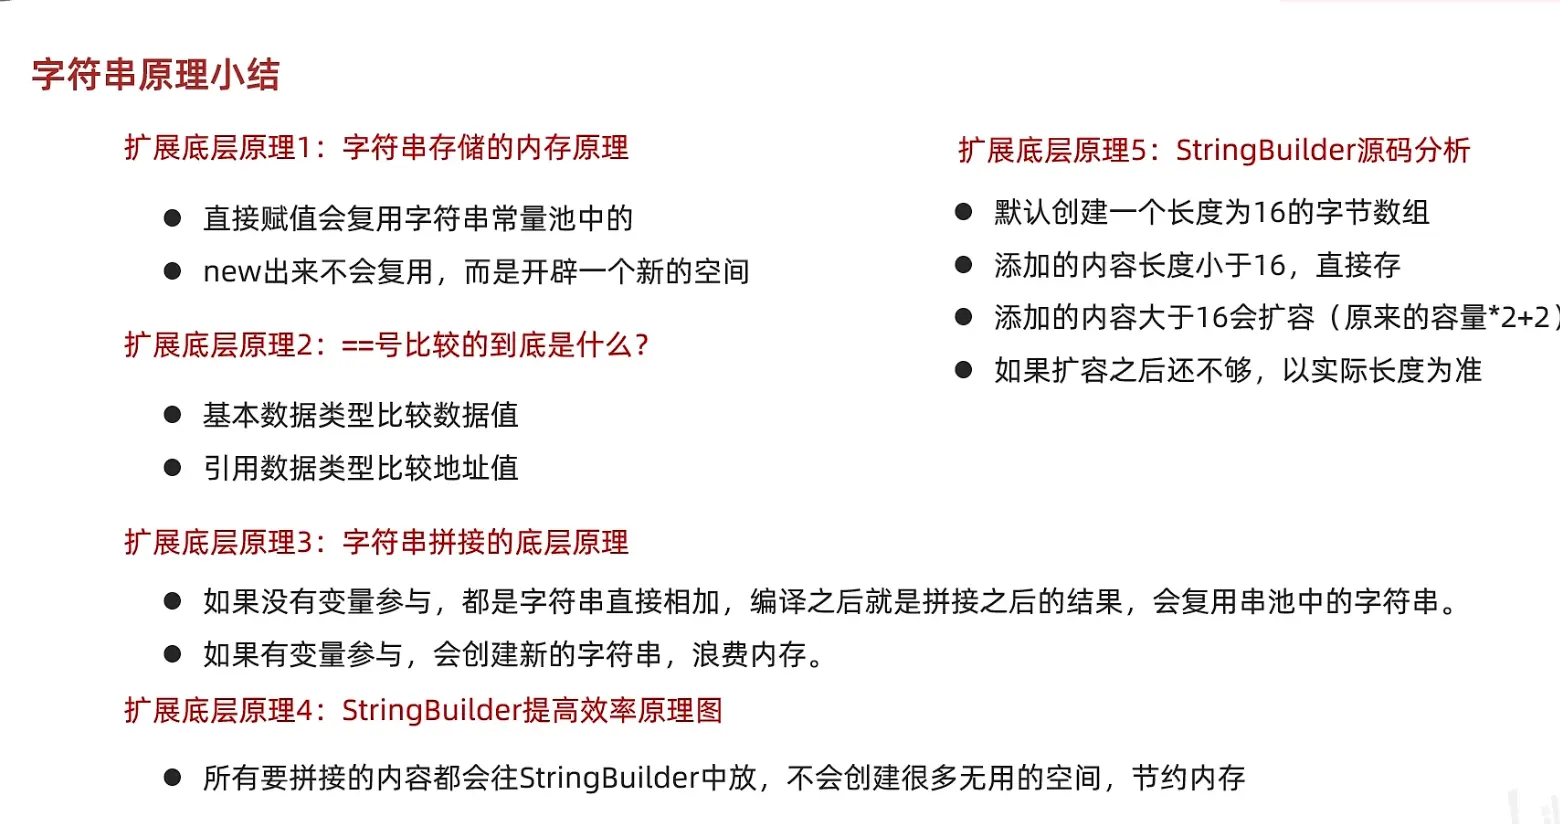 字符串原理小结
扩展底层原理1：字符串存储的内存原理
● 直接赋值会复用字符串常量池中的
● new出来不会复用，而是开辟一个新的空间
扩展底层原理2：==号比较的到底是什么？
● 基本数据类型比较数据值
● 引用数据类型比较地址值
扩展底层原理3：字符串拼接的底层原理
● 如果没有变量参与，都是字符串直接相加，编译之后就是拼接之后的结果，会复用串池中的字符串。
● 如果有变量参与，会创建新的字符串，浪费内存。
扩展底层原理4：StringBuilder提高效率原理图
● 所有要拼接的内容都会往StringBuilder中放，不会创建很多无用的空间，节约内存
扩展底层原理5：StringBuilder源码分析
● 默认创建一个长度为16的字节数组
● 添加的内容长度小于16，直接存
● 添加的内容大于16会扩容（原来的容量*2+2）
● 如果扩容之后还不够，以实际长度为准